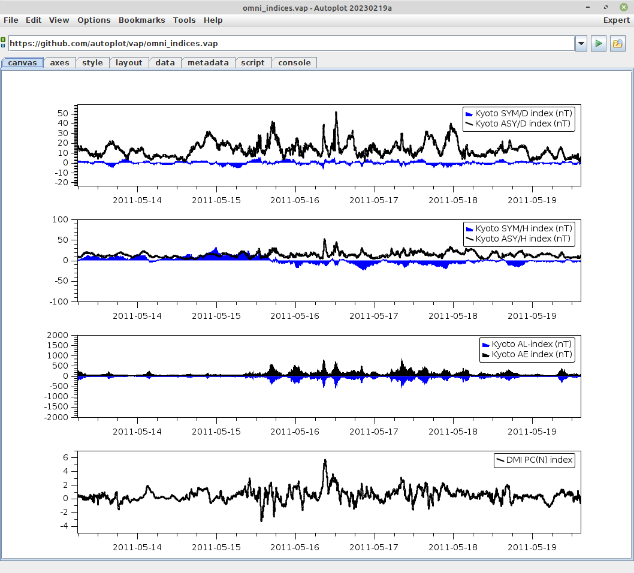 omni_indices.vap - Autoplot 20230219a
File Edit View Options Bookmarks Tools Help Expert
https://github.com/autoplot/vap/omni_indices.vap
canvas axes style layout data metadata script console
Kyoto SYM/D index (nT)
Kyoto ASY/D index (nT)
50
40
30
20
10
0
-10
-20
2011-05-14 2011-05-15 2011-05-16 2011-05-17 2011-05-18 2011-05-19
Kyoto SYM/H index (nT)
Kyoto ASY/H index (nT)
100
50
0
-50
-100
2011-05-14 2011-05-15 2011-05-16 2011-05-17 2011-05-18 2011-05-19
Kyoto AL-index (nT)
Kyoto AE index (nT)
2000
1500
1000
500
0
-500
-1000
-1500
-2000
2011-05-14 2011-05-15 2011-05-16 2011-05-17 2011-05-18 2011-05-19
DMI PC(N) index
6
4
2
0
-2
-4
2011-05-14 2011-05-15 2011-05-16 2011-05-17 2011-05-18 2011-05-19